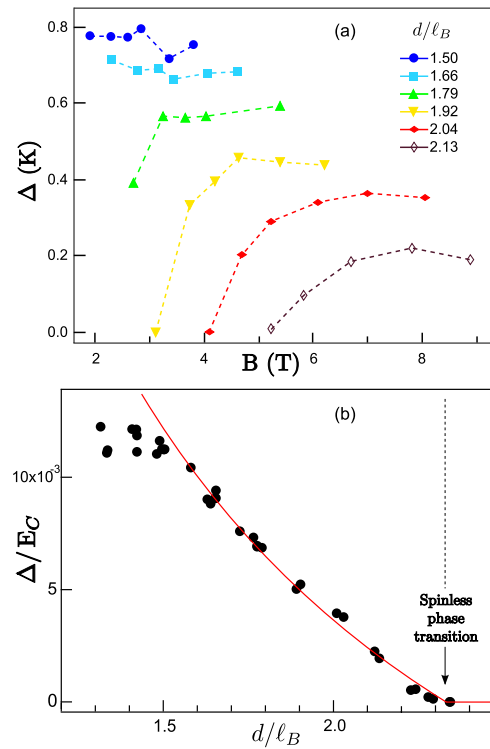 (a)
d/ℓB
1.50
1.66
1.79
1.92
2.04
2.13
0.8
0.6
0.4
0.2
0.0
Δ (K)
2
4
6
8
B (T)
(b)
10x10-3
5
0
Δ/EC
Spinless
phase
transition
1.5
2.0
d/ℓB